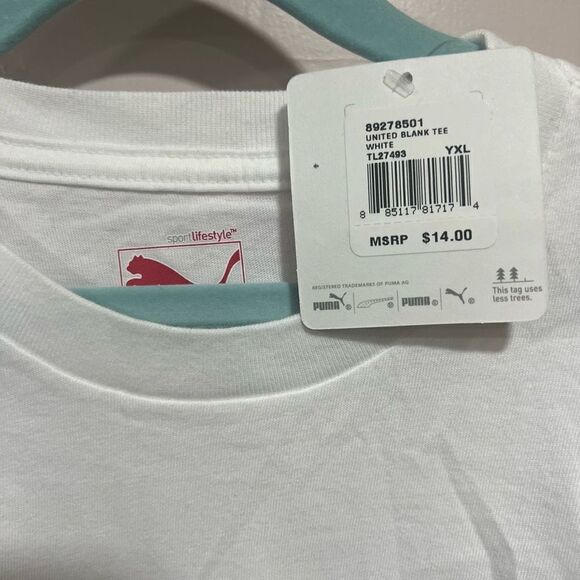 89278501
UNITED BLANK TEE
WHITE
TL27493 YXL
8 85117 81717 4
MSRP $14.00
REGISTERED TRADEMARKS OF PUMA AG
PUMA ® ® PUMA ® ®
This tag uses
less trees.
sportlifestyle™